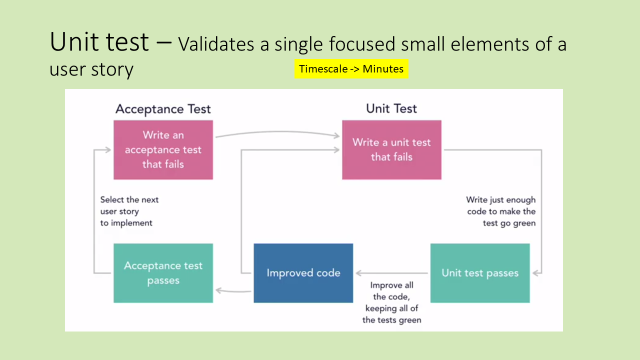 Unit test – Validates a single focused small elements of a
user story
Timescale -> Minutes
Acceptance Test
Unit Test
Write an
acceptance test
that fails
Write a unit test
that fails
Select the next
user story
to implement
Write just enough
code to make the
test go green
Acceptance test
passes
Improved code
Unit test passes
Improve all
the code,
keeping all of
the tests green